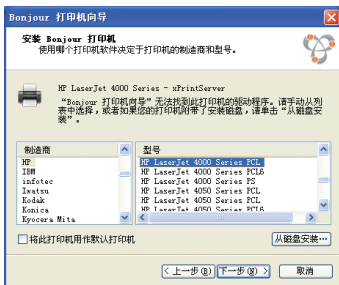 Bonjour 打印机向导
安装 Bonjour 打印机
使用哪个打印机软件决定于打印机的制造商和型号。
HP LaserJet 4000 Series - xPrintServer
“Bonjour 打印机向导”无法找到此打印机的驱动程序。请手动从列
表中选择，或者如果您的打印机附带了安装磁盘，请单击“从磁盘安
装”。
制造商
HP
IBM
infotec
Iwatsu
Kodak
Konica
Kyocera Mita
型号
HP LaserJet 4000 Series PCL
HP LaserJet 4000 Series PCL6
HP LaserJet 4000 Series PS
HP LaserJet 4050 Series PCL
HP LaserJet 4050 Series PCL6
将此打印机用作默认打印机
从磁盘安装…
< 上一步(B)
下一步(N) >
取消